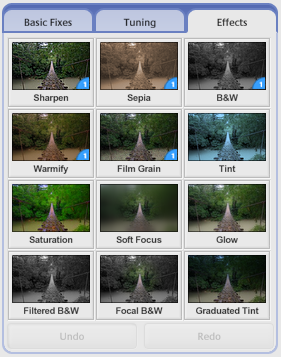 Basic Fixes Tuning Effects
1 1 1
Sharpen Sepia B&W
1 1
Warmify Film Grain Tint
Saturation Soft Focus Glow
Filtered B&W Focal B&W Graduated Tint
Undo Redo